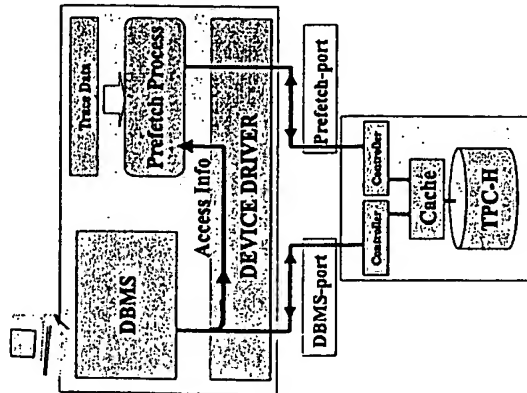 Trace Data
Prefetch Process
DBMS
Access Info
DEVICE DRIVER
Prefetch-port
DBMS-port
Controller
Controller
Cache
TPC-H